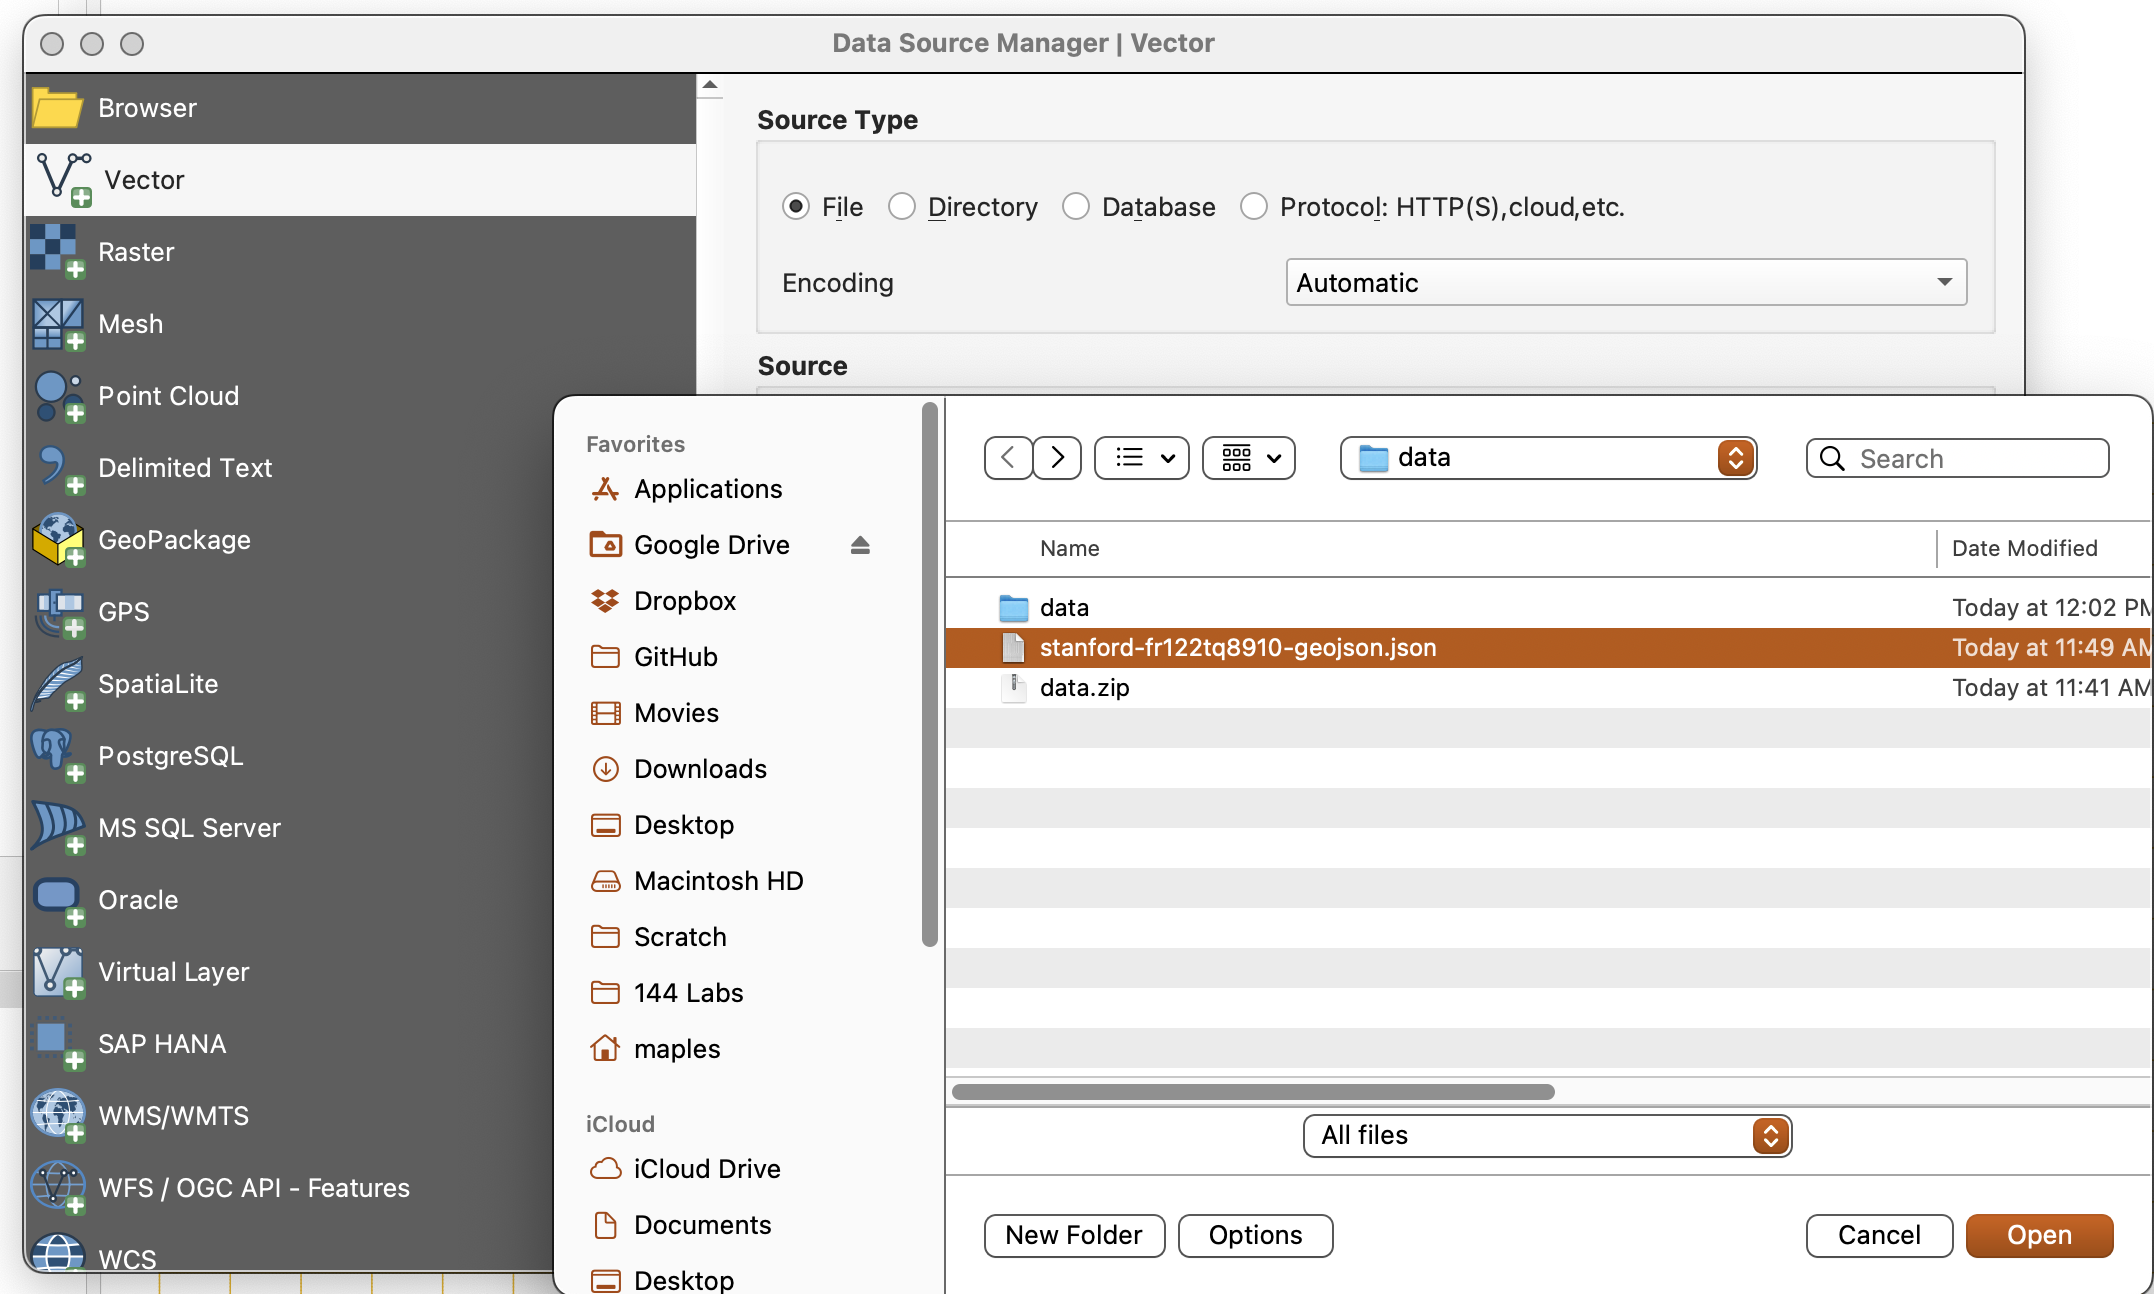 Data Source Manager | Vector
Browser
Vector
Raster
Mesh
Point Cloud
Delimited Text
GeoPackage
GPS
SpatiaLite
PostgreSQL
MS SQL Server
Oracle
Virtual Layer
SAP HANA
WMS/WMTS
WFS / OGC API - Features
WCS
Source Type
File
Directory
Database
Protocol: HTTP(S),cloud,etc.
Encoding
Automatic
Source
Favorites
Applications
Google Drive
Dropbox
GitHub
Movies
Downloads
Desktop
Macintosh HD
Scratch
144 Labs
maples
iCloud
iCloud Drive
Documents
Desktop
data
Search
Name Date Modified
data Today at 12:02 PM
stanford-fr122tq8910-geojson.json Today at 11:49 AM
data.zip Today at 11:41 AM
All files
New Folder
Options
Cancel
Open